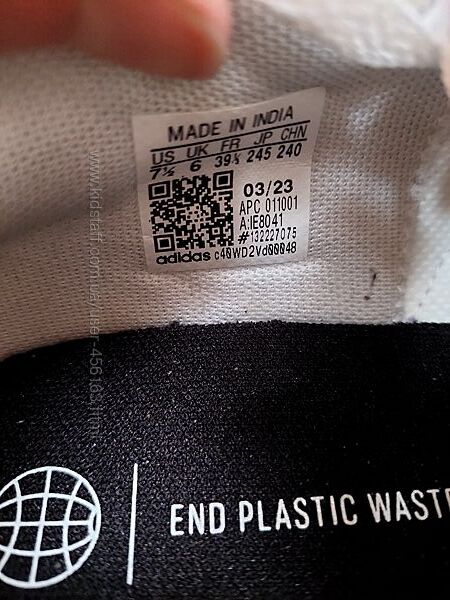 MADE IN INDIA
US UK FR JP CHN
7½ 6 39⅓ 245 240
03/23
APC 011001
A:IE8041
#132227075
adidas c40WD2Vd00048
END PLASTIC WASTE